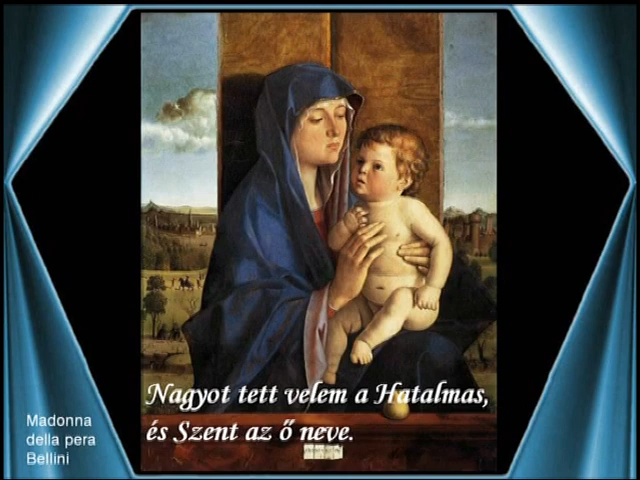 Nagyot tett velem a Hatalmas,
és Szent az ő neve.
Madonna
della pera
Bellini